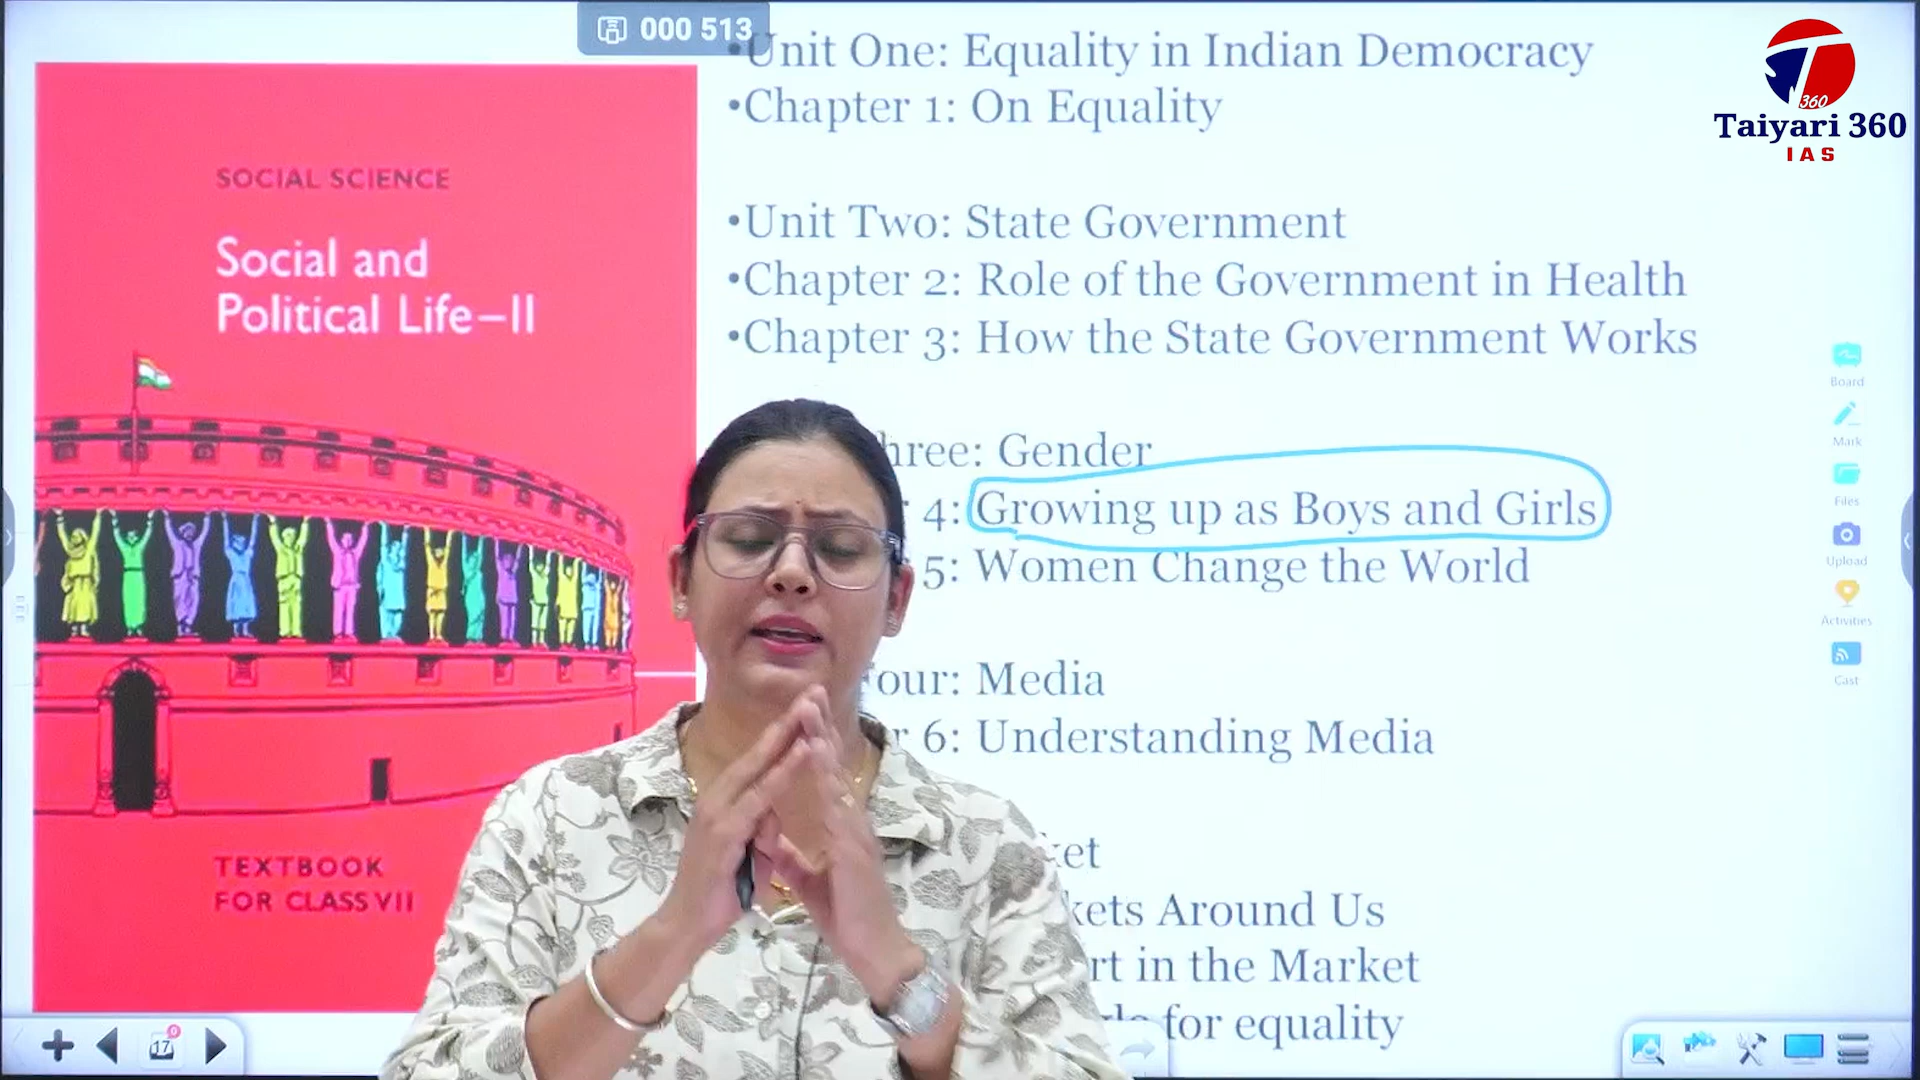 000 513
•Unit One: Equality in Indian Democracy
•Chapter 1: On Equality
360
Taiyari 360
IAS
SOCIAL SCIENCE
Social and
Political Life–II
•Unit Two: State Government
•Chapter 2: Role of the Government in Health
•Chapter 3: How the State Government Works
Board
Mark
Files
Upload
Activities
Cast
hree: Gender
4: Growing up as Boys and Girls
5: Women Change the World
our: Media
r 6: Understanding Media
ket
kets Around Us
rt in the Market
for equality
TEXTBOOK
FOR CLASS VII
17
0